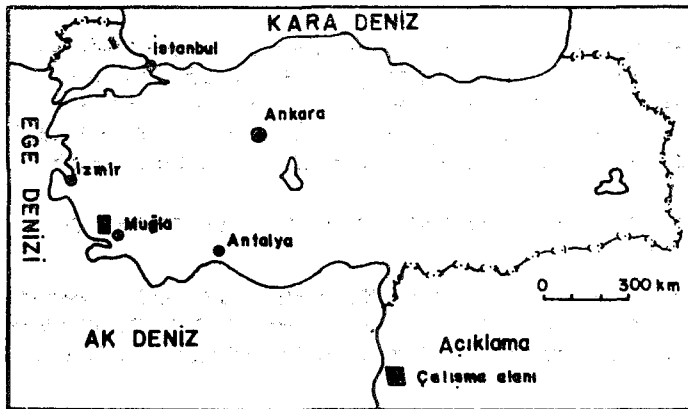 KARA DENİZ
İstanbul
Ankara
EGE DENİZİ
İzmir
Muğla
Antalya
0 300 km
AK DENİZ
Açıklama
Çalışma alanı